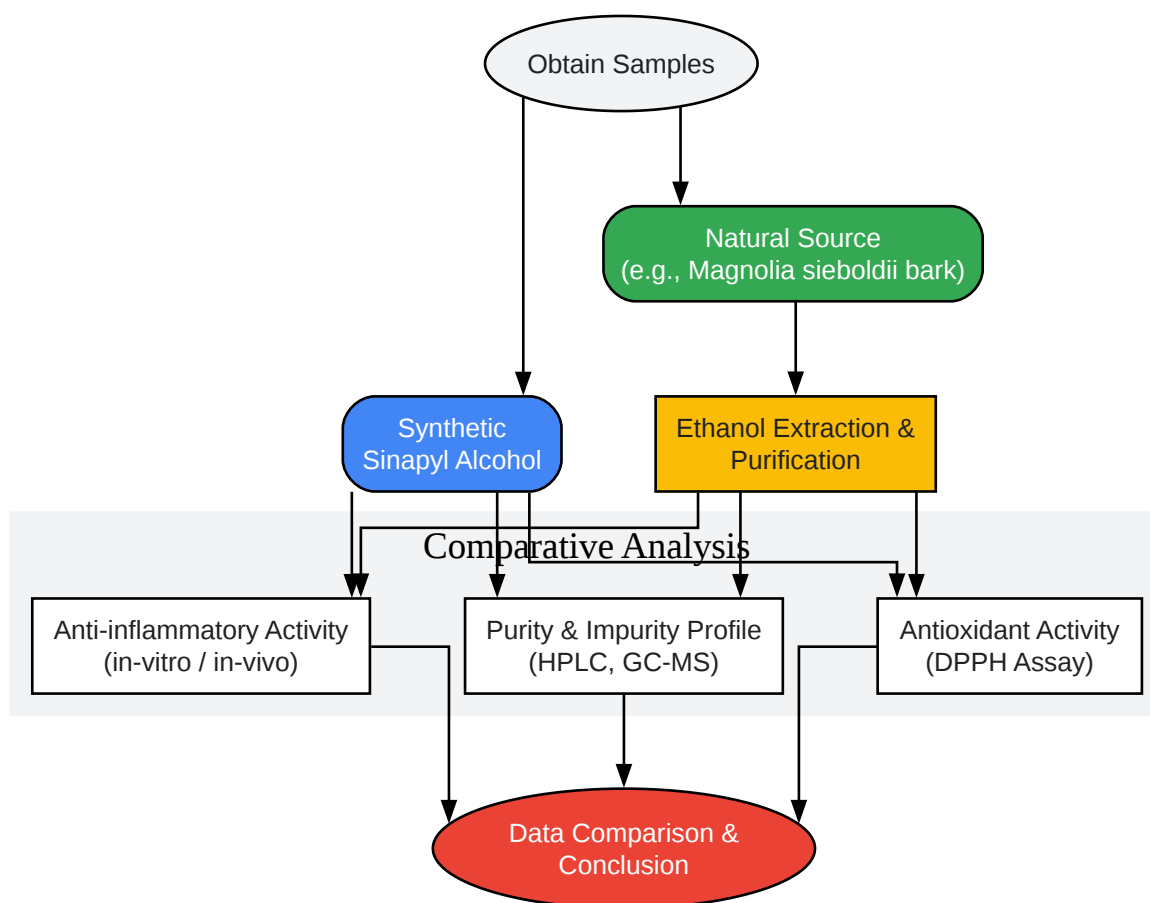 Obtain Samples
Natural Source
(e.g., Magnolia sieboldii bark)
Synthetic
Sinapyl Alcohol
Ethanol Extraction &
Purification
Comparative Analysis
Anti-inflammatory Activity
(in-vitro / in-vivo)
Purity & Impurity Profile
(HPLC, GC-MS)
Antioxidant Activity
(DPPH Assay)
Data Comparison &
Conclusion